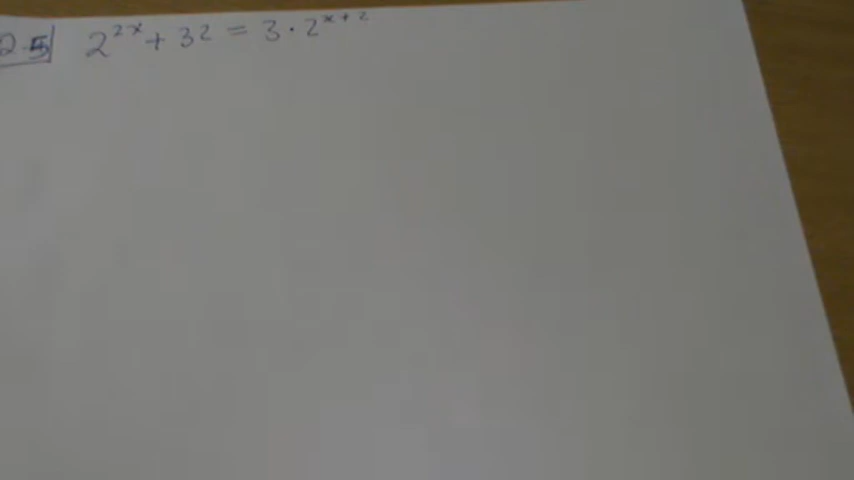 2.5 2^{2x} + 32 = 3 · 2^{x+2}